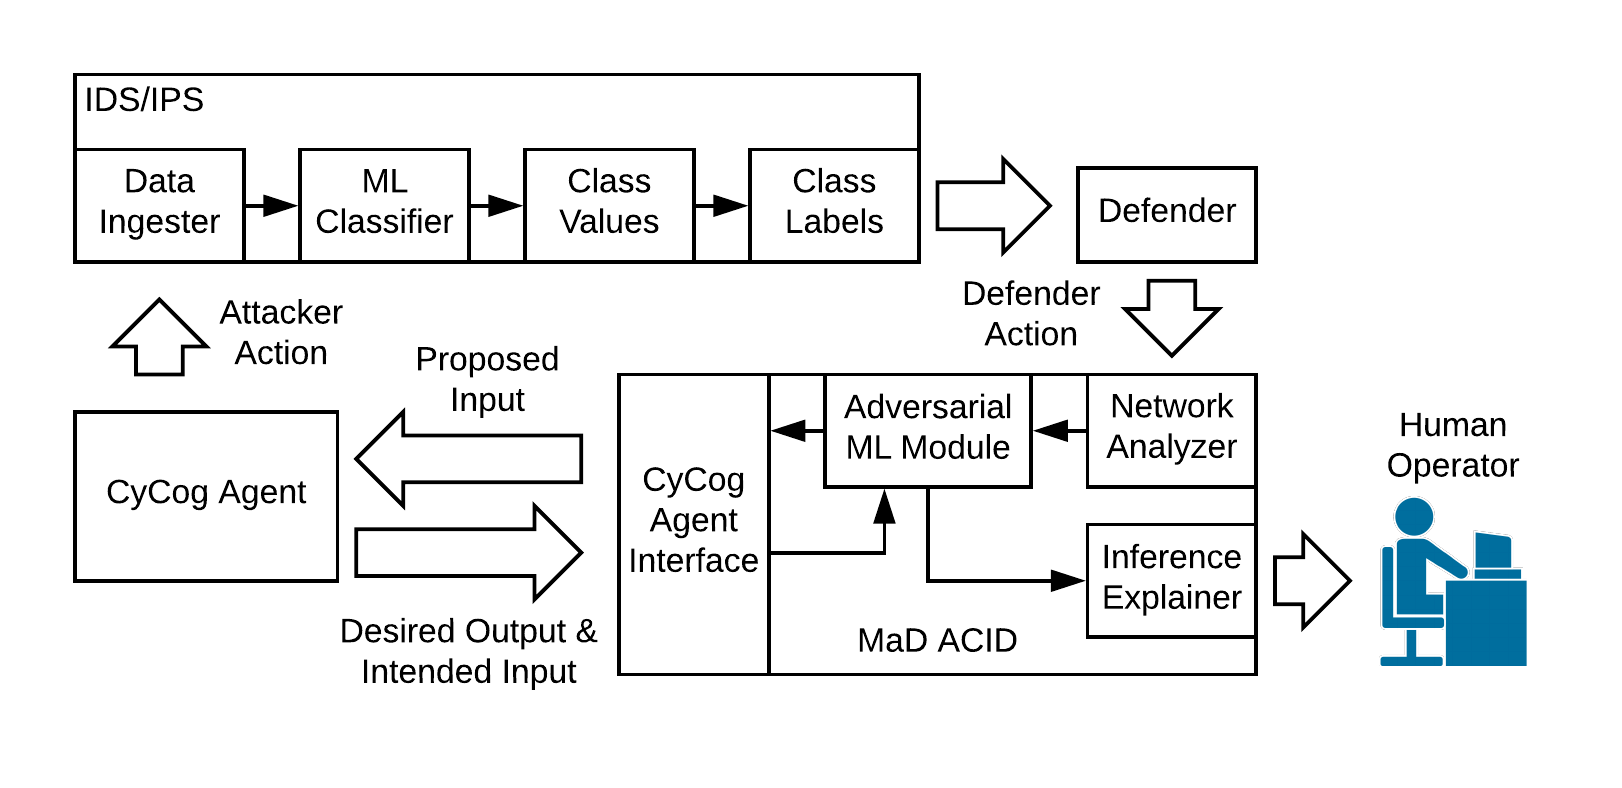 IDS/IPS
Data
Ingester
ML
Classifier
Class
Values
Class
Labels
Defender
Attacker
Action
Defender
Action
Proposed
Input
CyCog Agent
Desired Output &
Intended Input
CyCog
Agent
Interface
Adversarial
ML Module
Network
Analyzer
Inference
Explainer
MaD ACID
Human
Operator